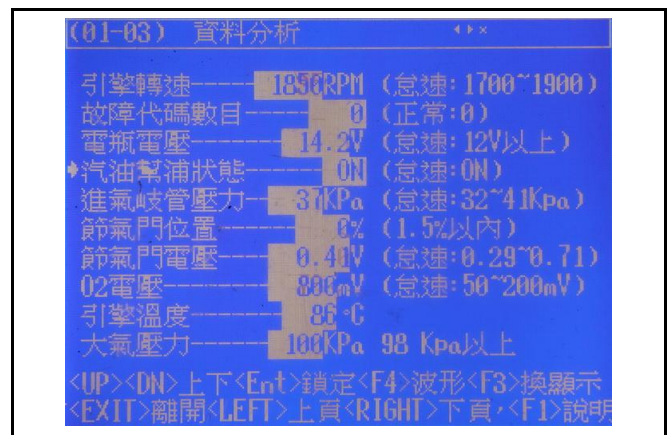 (01-03) 資料分析
引擎轉速------1850RPM (怠速:1700~1900)
故障代碼數目------0 (正常:0)
電瓶電壓------14.2V (怠速:12V以上)
汽油幫浦狀態------ON (怠速:ON)
進氣岐管壓力--37KPa (怠速:32~41Kpa)
節氣門位置------0% (1.5%以內)
節氣門電壓------V (怠速:0.29~0.71)
O2電壓------800mV (怠速:50~200mV)
引擎溫度------86°C
大氣壓力------100KPa 98 Kpa以上
<UP><DN>上下<Ent>鎖定<F4>波形<F3>換顯示
<EXIT>離開<LEFT>上頁<RIGHT>下頁,<F1>說明